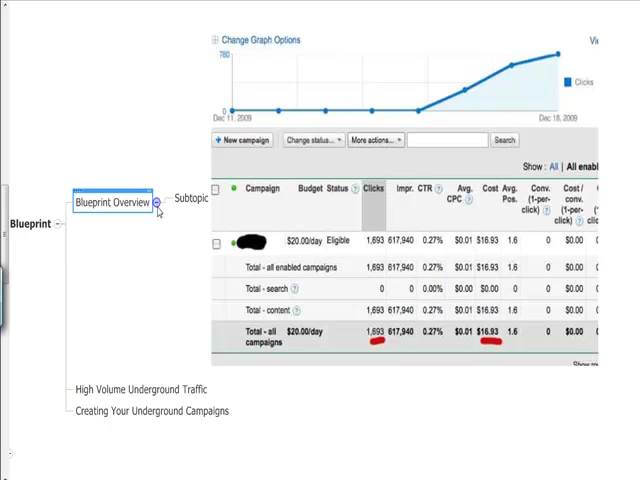 Change Graph Options
Vie
780
Clicks
0
Dec 11, 2009
Dec 18, 2009
New campaign
Change status...
More actions...
Search
Show : All | All enabl
Campaign Budget Status Clicks Impr. CTR Avg. CPC Cost Avg. Pos. Conv. (1-per-click) Cost / conv. (1-per-click)
$20.00/day Eligible 1,693 617,940 0.27% $0.01 $16.93 1.6 0 $0.00
Total - all enabled campaigns 1,693 617,940 0.27% $0.01 $16.93 1.6 0 $0.00
Total - search 0 0 0.00% $0.00 $0.00 0 0 $0.00
Total - content 1,693 617,940 0.27% $0.01 $16.93 1.6 0 $0.00
Total - all campaigns $20.00/day 1,693 617,940 0.27% $0.01 $16.93 1.6 0 $0.00
Blueprint
Blueprint Overview
Subtopic
High Volume Underground Traffic
Creating Your Underground Campaigns